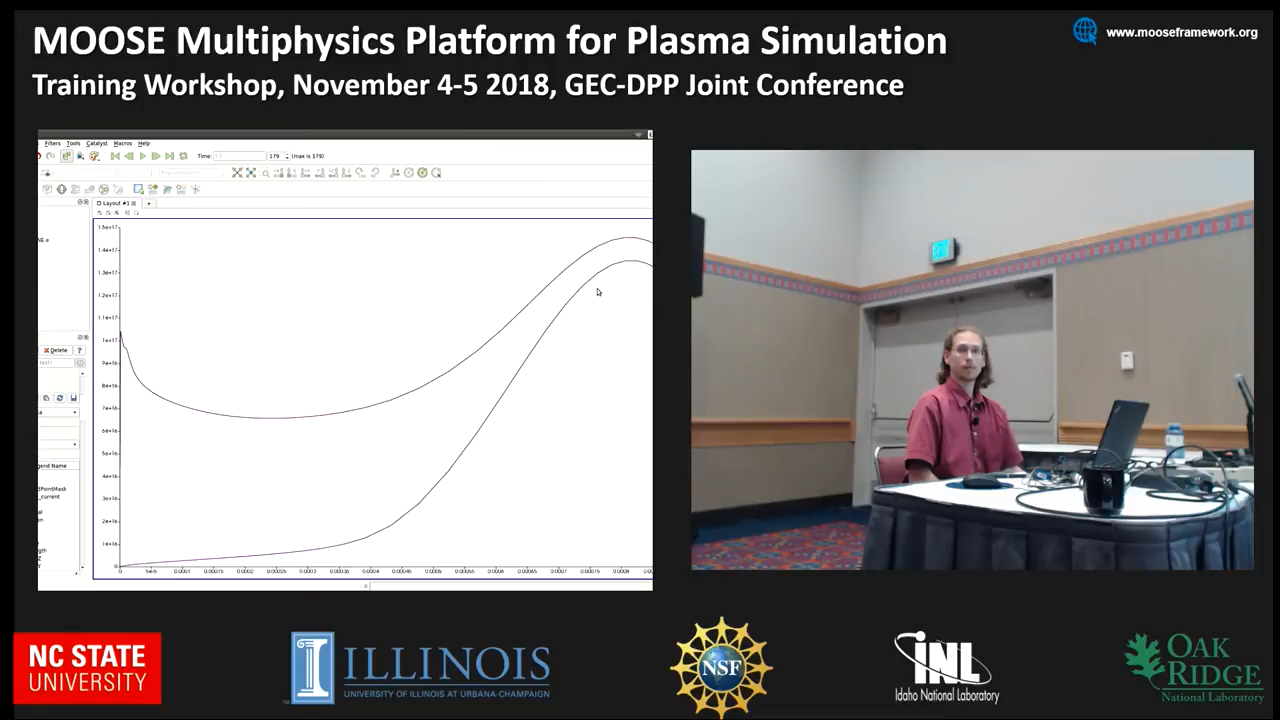 MOOSE Multiphysics Platform for Plasma Simulation
www.mooseframework.org
Training Workshop, November 4-5 2018, GEC-DPP Joint Conference
Filters Tools Catalyst Macros Help
Time: 179 (max is 179)
Layout #1
1.5e+17
1.4e+17
1.3e+17
1.2e+17
1.1e+17
1e+17
9e+16
8e+16
7e+16
6e+16
5e+16
4e+16
3e+16
2e+16
1e+16
0
0 5e-5 0.0001 0.00015 0.0002 0.00025 0.0003 0.00035 0.0004 0.00045 0.0005 0.00055 0.0006 0.00065 0.0007 0.00075 0.0008
NE e
Delete ?
gend Name
dPointMask
_current
NC STATE
UNIVERSITY
ILLINOIS
UNIVERSITY OF ILLINOIS AT URBANA-CHAMPAIGN
NSF
INL
Idaho National Laboratory
OAK
RIDGE
National Laboratory